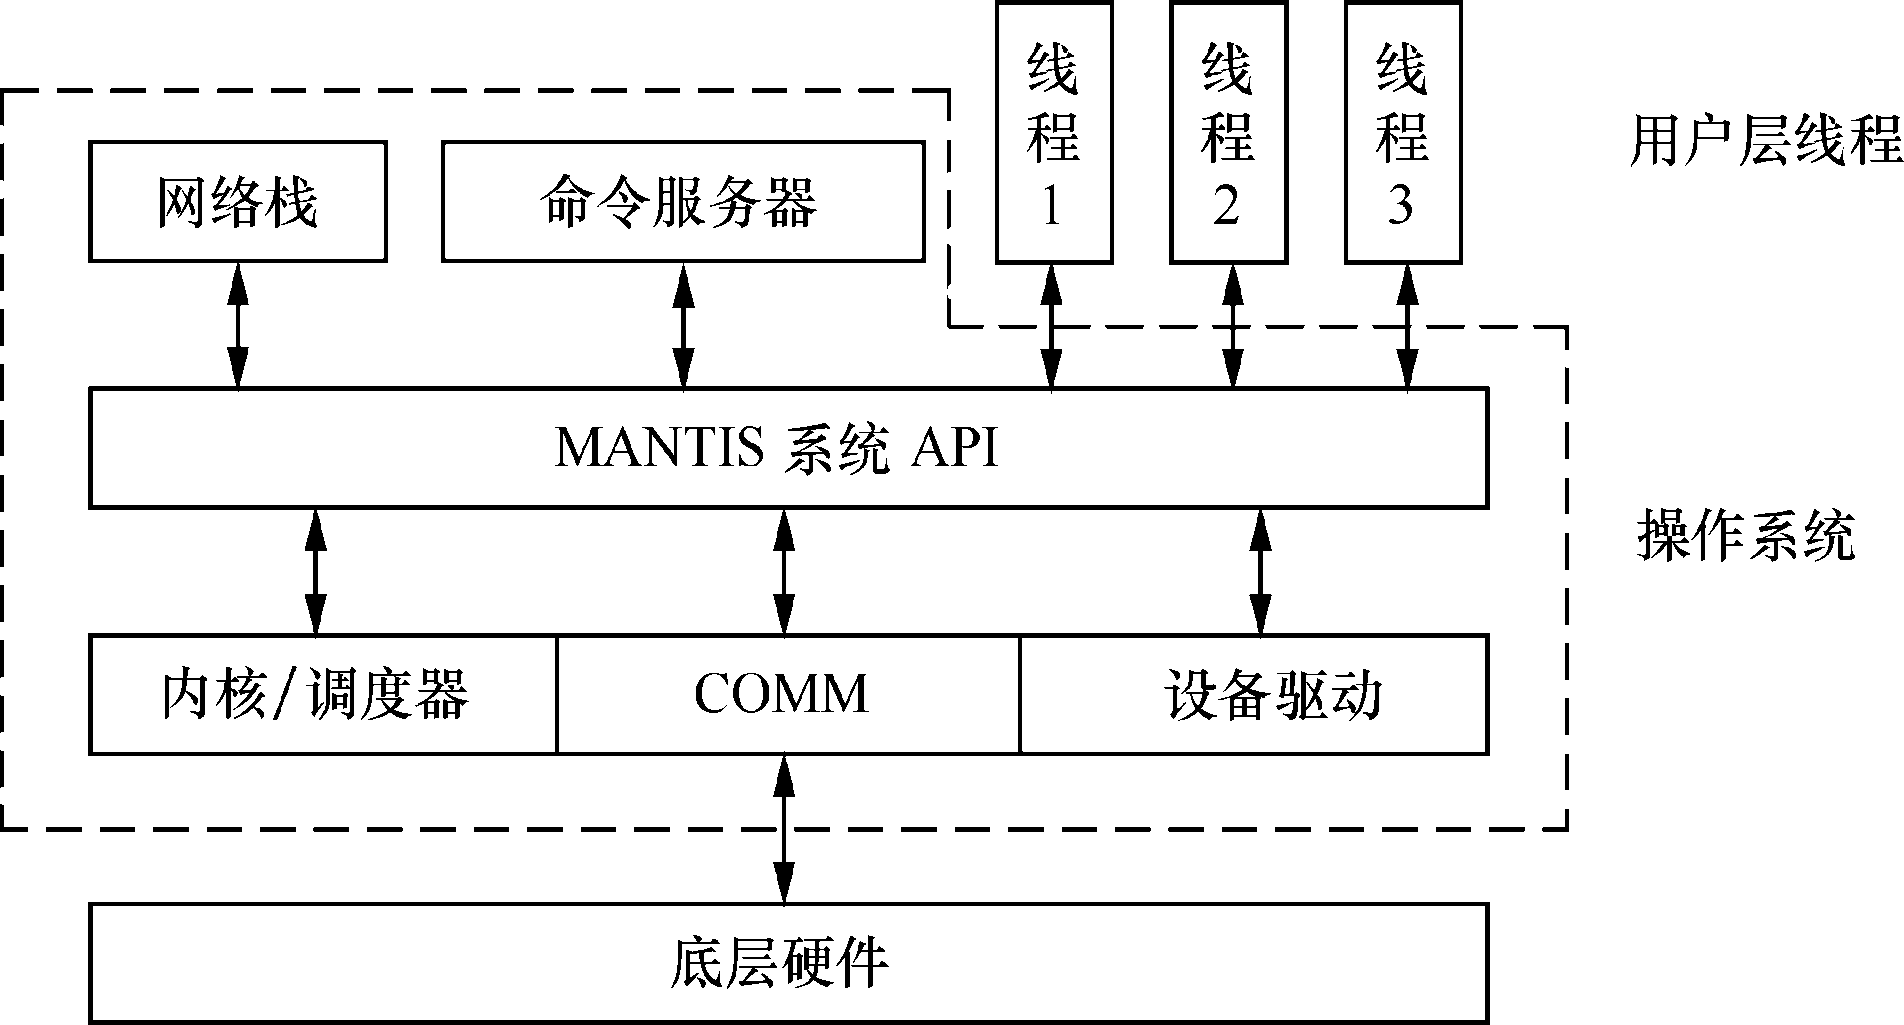 线程1
线程2
线程3
用户层线程
网络栈
命令服务器
MANTIS 系统 API
操作系统
内核/调度器
COMM
设备驱动
底层硬件